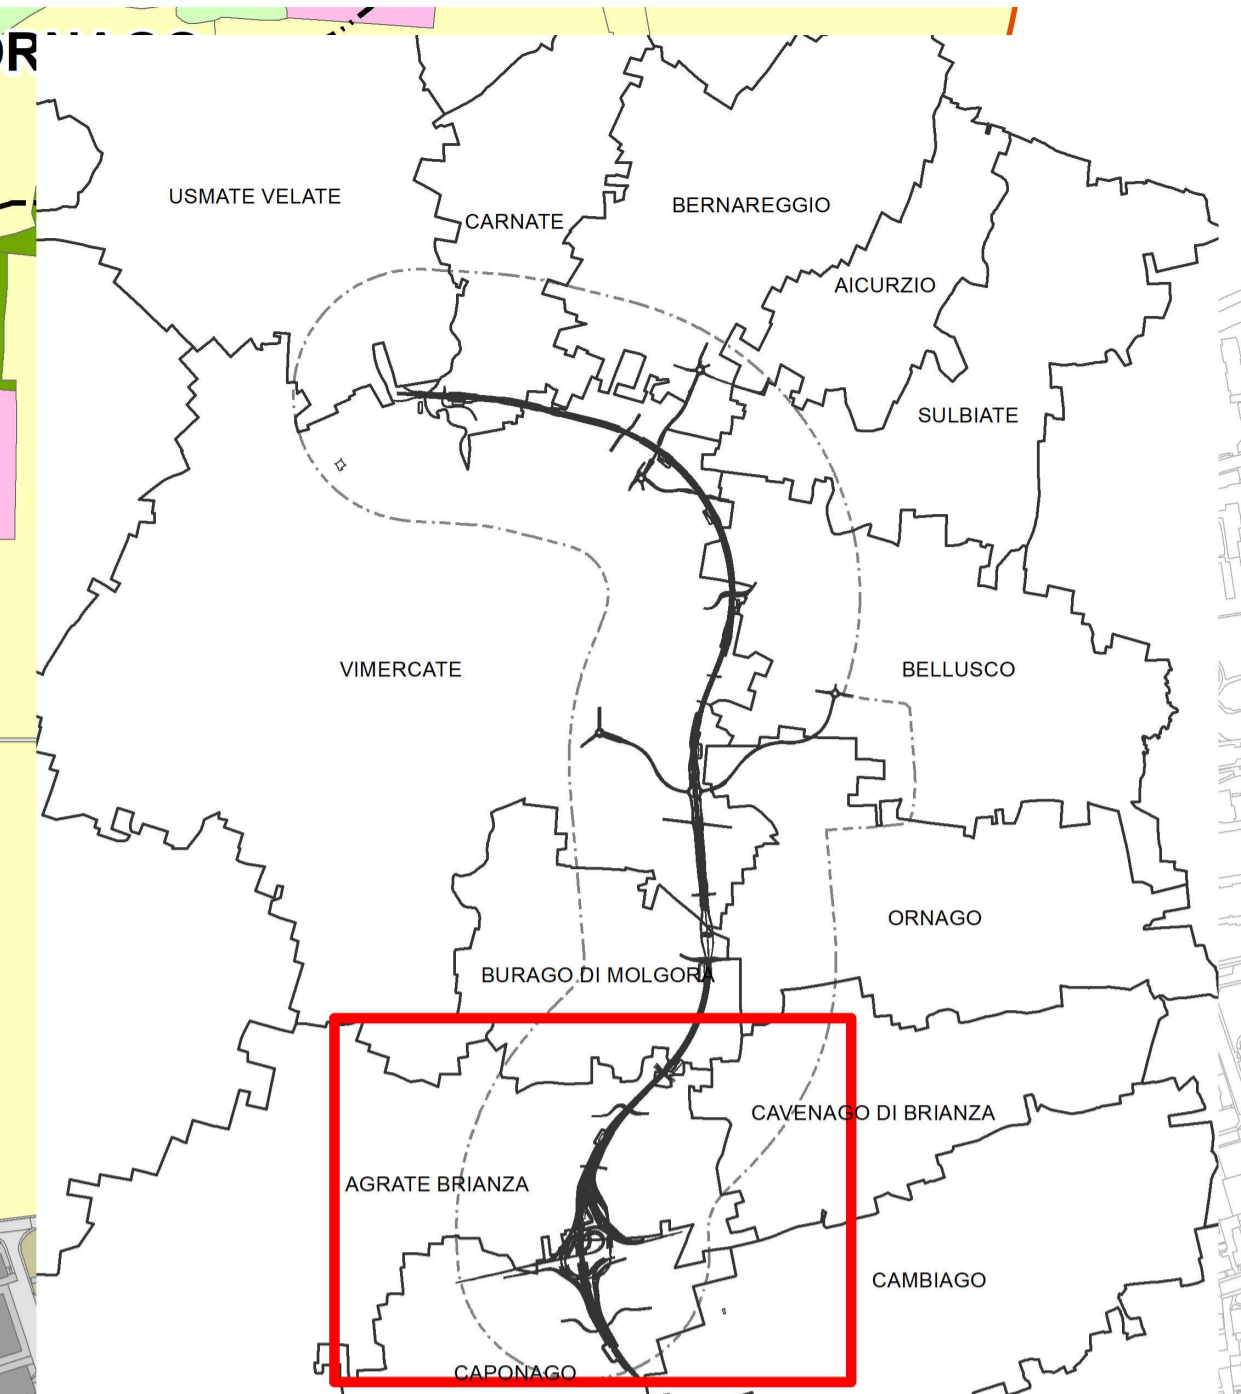 USMATE VELATE
CARNATE
BERNAREGGIO
AICURZIO
SULBIATE
VIMERCATE
BELLUSCO
ORNAGO
BURAGO DI MOLGORA
CAVENAGO DI BRIANZA
AGRATE BRIANZA
CAMBIAGO
CAPONAGO